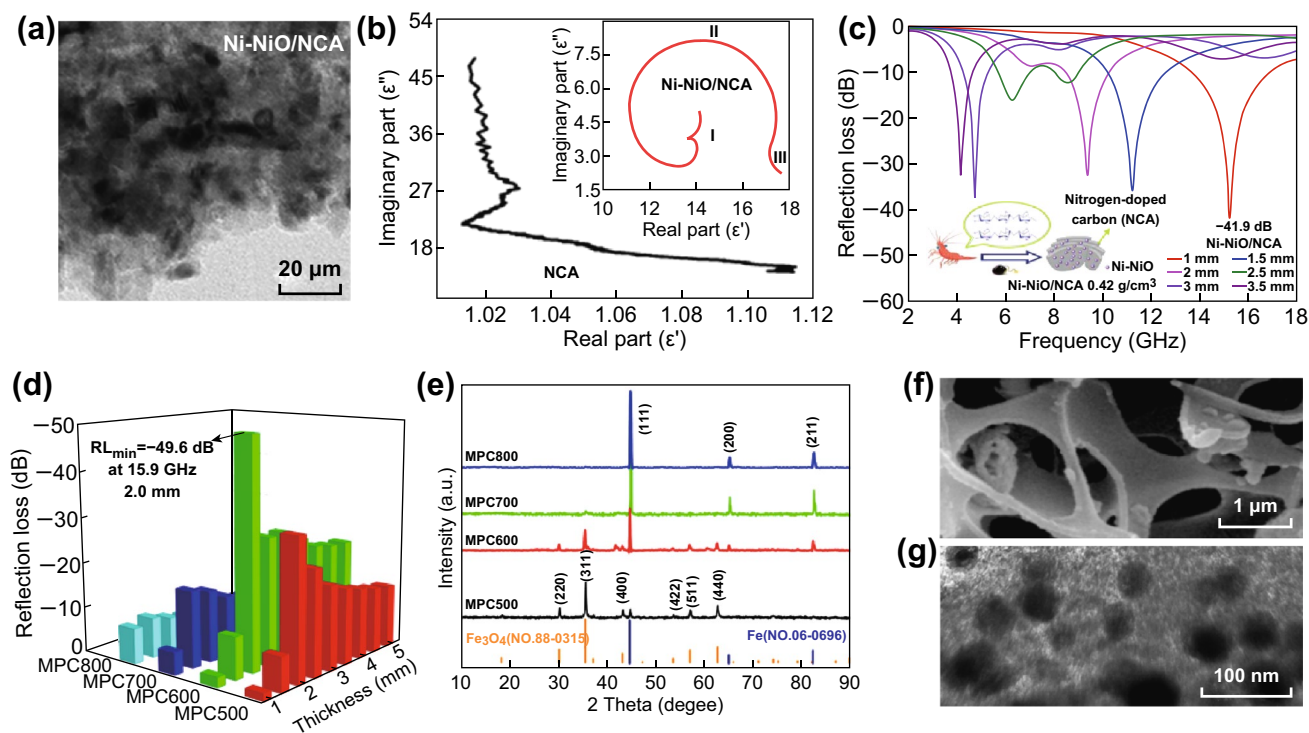 (a)
Ni-NiO/NCA
20 μm
(b)
54
45
36
27
18
Imaginary part (ε'')
1.02
1.04
1.06
1.08
1.10
1.12
Real part (ε')
NCA
7.5
6.0
4.5
3.0
1.5
Imaginary part (ε'')
10
12
14
16
18
Real part (ε')
II
Ni-NiO/NCA
I
III
(c)
0
−10
−20
−30
−40
−50
−60
Reflection loss (dB)
2
4
6
8
10
12
14
16
18
Frequency (GHz)
Nitrogen-doped
carbon (NCA)
−41.9 dB
Ni-NiO/NCA
Ni-NiO
Ni-NiO/NCA 0.42 g/cm³
1 mm
1.5 mm
2 mm
2.5 mm
3 mm
3.5 mm
(d)
−50
−40
−30
−20
−10
0
Reflection loss (dB)
RLmin=−49.6 dB
at 15.9 GHz
2.0 mm
MPC800
MPC700
MPC600
MPC500
1
2
3
4
5
Thickness (mm)
(e)
Intensity (a.u.)
MPC800
(111)
(200)
(211)
MPC700
MPC600
MPC500
(220)
(311)
(400)
(422)
(511)
(440)
Fe₃O₄(NO.88-0315)
Fe(NO.06-0696)
10
20
30
40
50
60
70
80
90
2 Theta (degree)
(f)
1 μm
(g)
100 nm